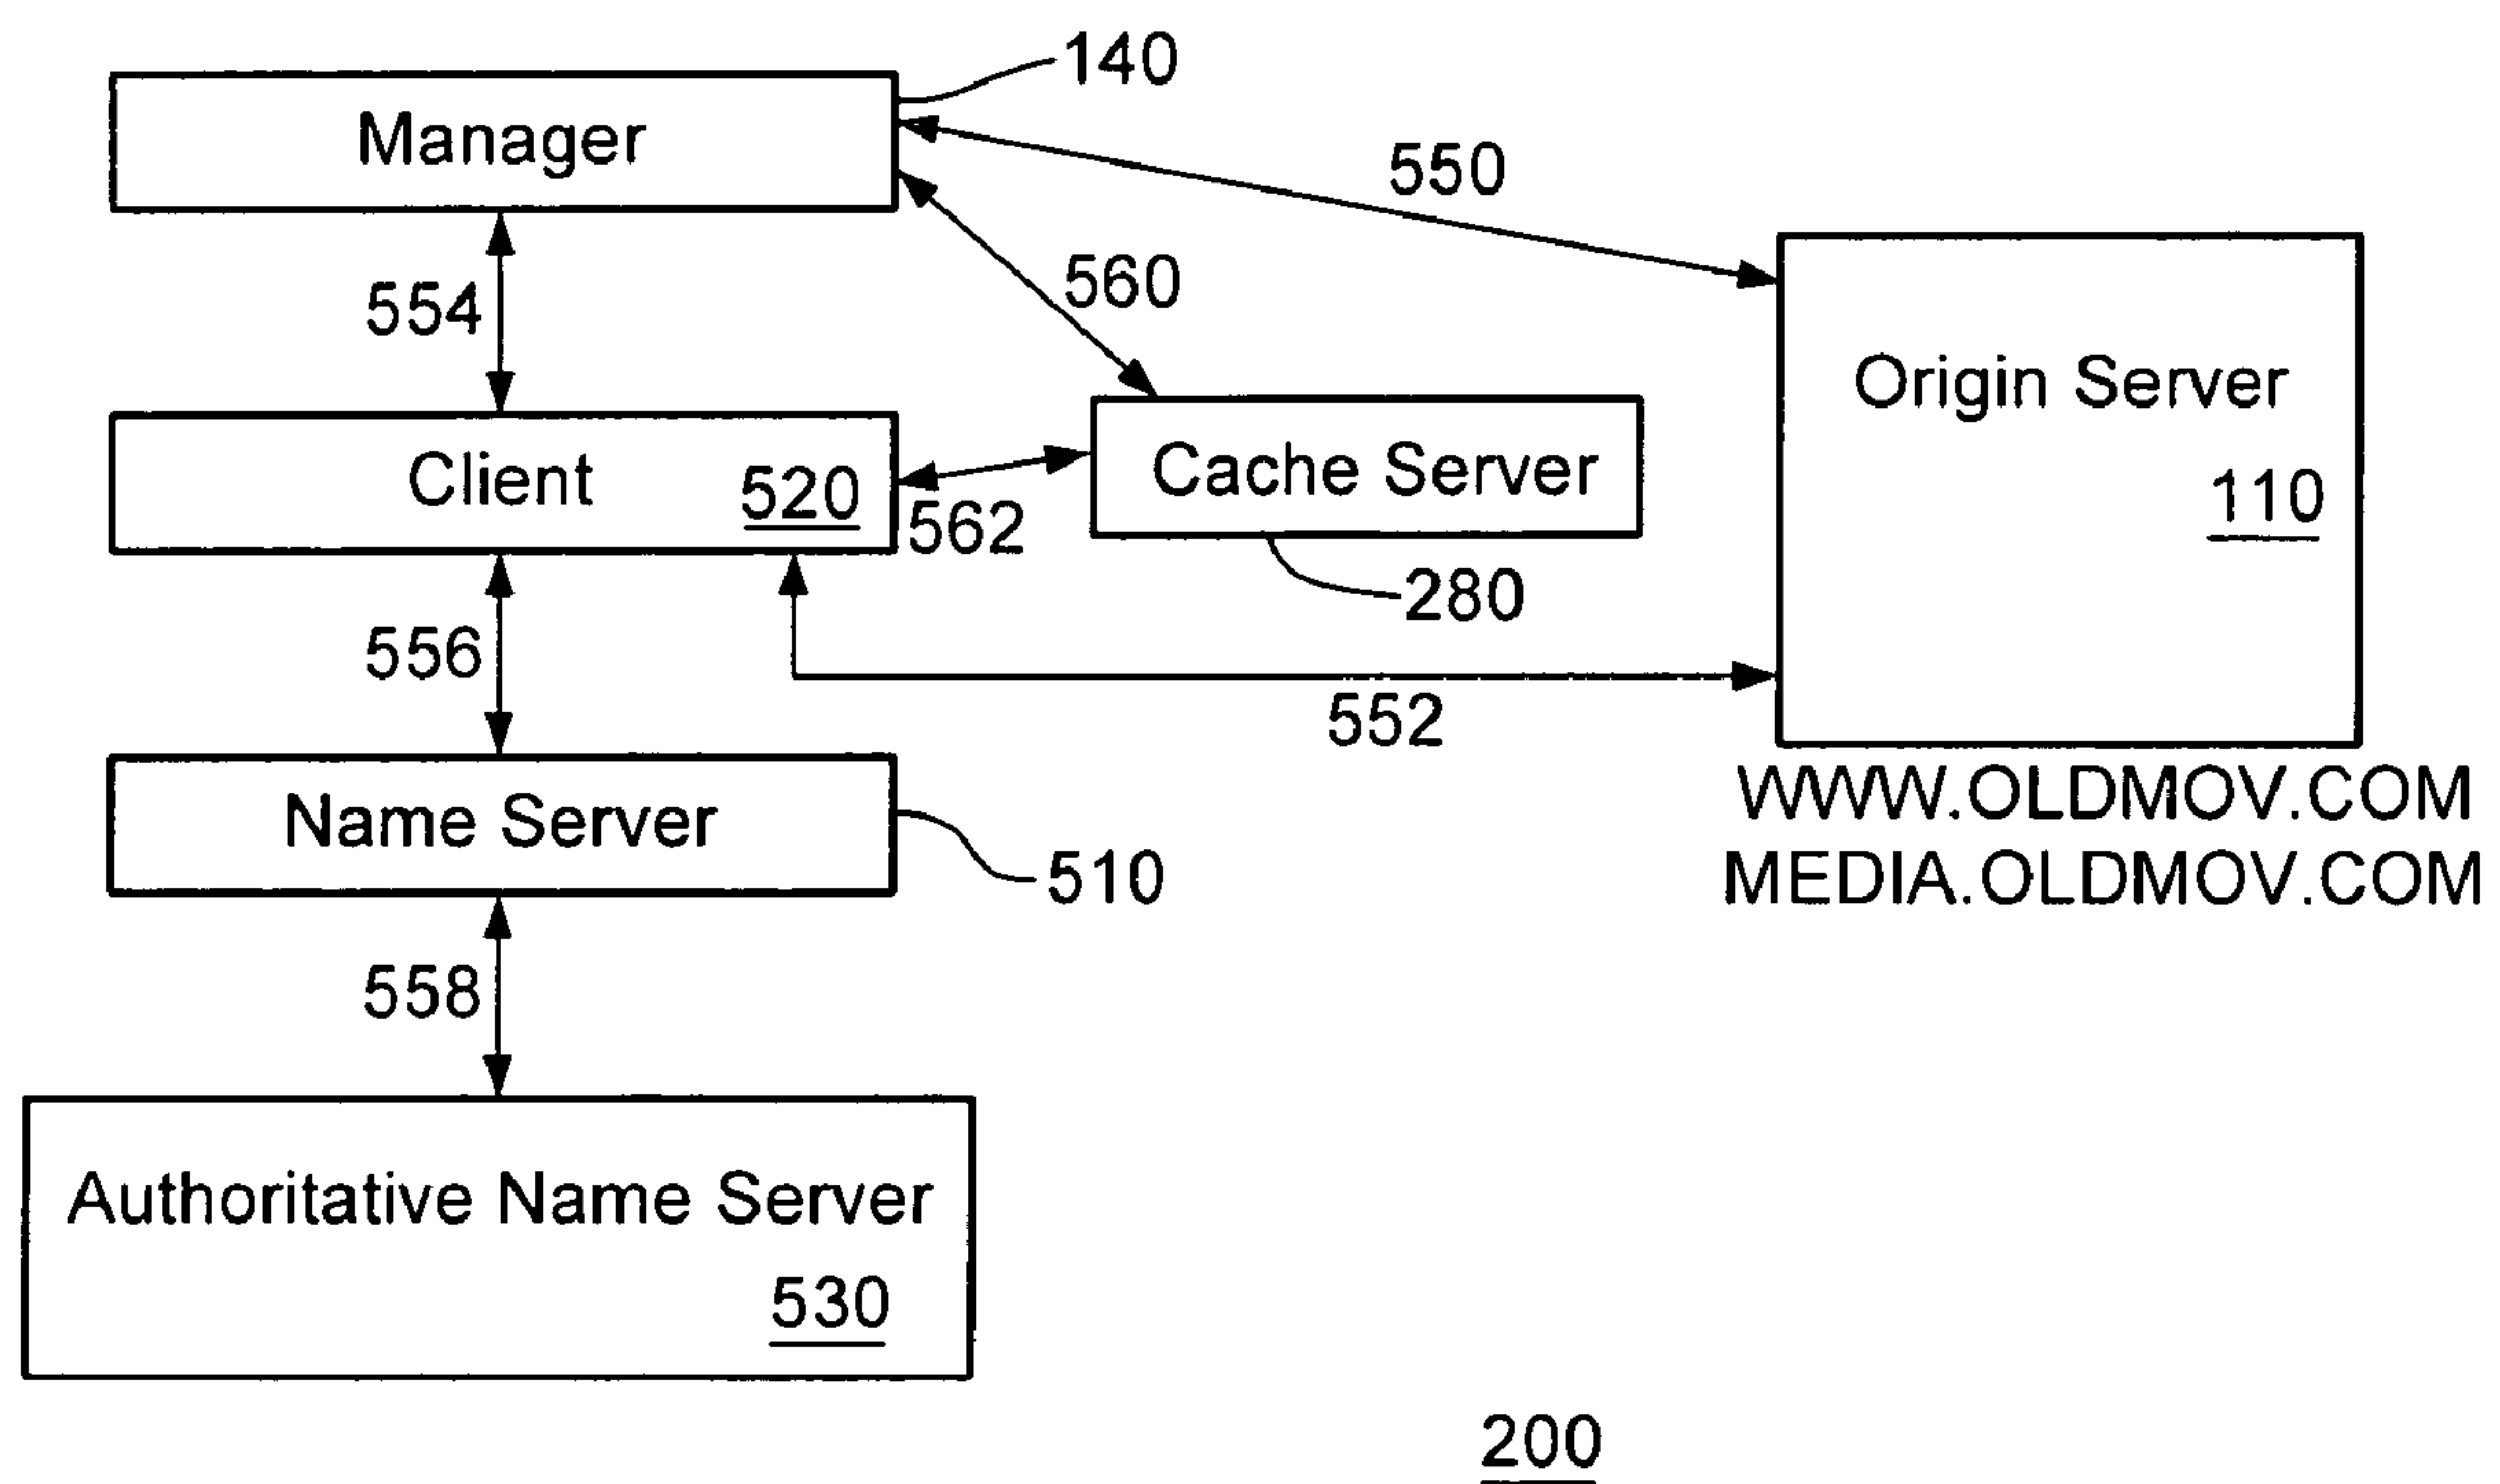 140
Manager
550
560
554
Origin Server
110
Client
520
562
Cache Server
280
556
552
Name Server
510
WWW.OLDMOV.COM
MEDIA.OLDMOV.COM
558
Authoritative Name Server
530
200